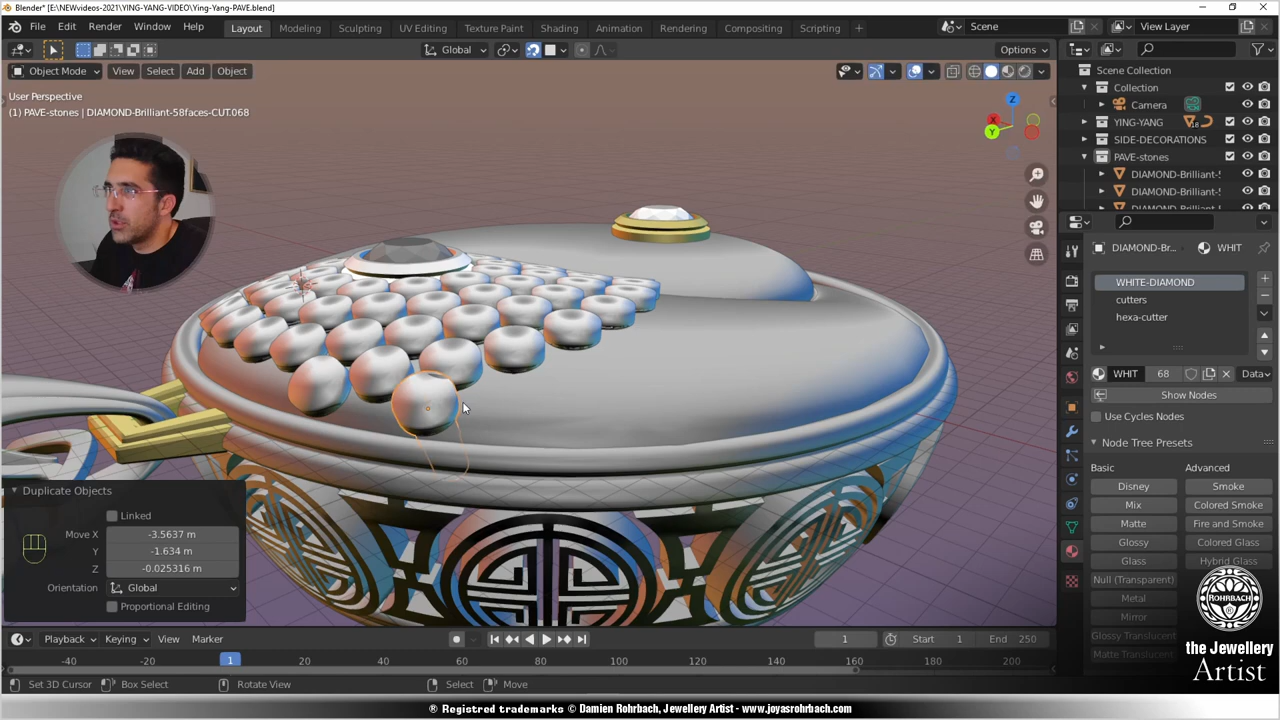 Blender* [E:\NEWvideos-2021\YING-YANG-VIDEO\Ying-Yang-PAVE.blend]
File Edit Render Window Help
Layout Modeling Sculpting UV Editing Texture Paint Shading Animation Rendering Compositing Scripting +
Scene
View Layer
Global
Options
Object Mode View Select Add Object
User Perspective
(1) PAVE-stones | DIAMOND-Brilliant-58faces-CUT.068
Z
X
Y
Scene Collection
Collection
Camera
YING-YANG
18
SIDE-DECORATIONS
PAVE-stones
DIAMOND-Brilliant-
DIAMOND-Brilliant-
DIAMOND-Br...
WHIT
WHITE-DIAMOND
cutters
hexa-cutter
WHIT 68 Data
Show Nodes
Use Cycles Nodes
Node Tree Presets
Basic Advanced
Disney Smoke
Mix Colored Smoke
Matte Fire and Smoke
Glossy Colored Glass
Glass Hybrid Glass
Null (Transparent)
Metal
Mirror
Glossy Translucent
Matte Translucent
Duplicate Objects
Linked
Move X -3.5637 m
Y -1.634 m
Z -0.025316 m
Orientation Global
Proportional Editing
Playback Keying View Marker
1 Start 1 End 250
-40 -20 1 20 40 60 80 100 120 140 160 180 200
Set 3D Cursor Box Select Rotate View Select Move
ROHRBACH
the Jewellery
Artist
® Registered trademarks © Damien Rohrbach, Jewellery Artist - www.joyasrohrbach.com